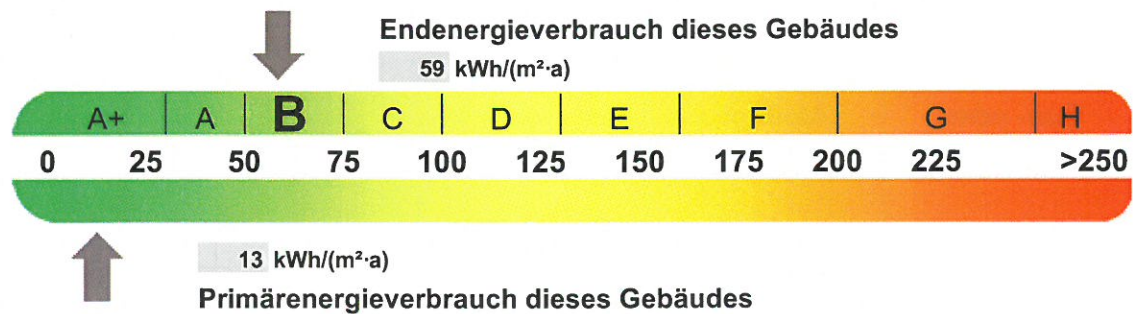 Endenergieverbrauch dieses Gebäudes
59 kWh/(m²·a)
A+ A B C D E F G H
0 25 50 75 100 125 150 175 200 225 >250
13 kWh/(m²·a)
Primärenergieverbrauch dieses Gebäudes